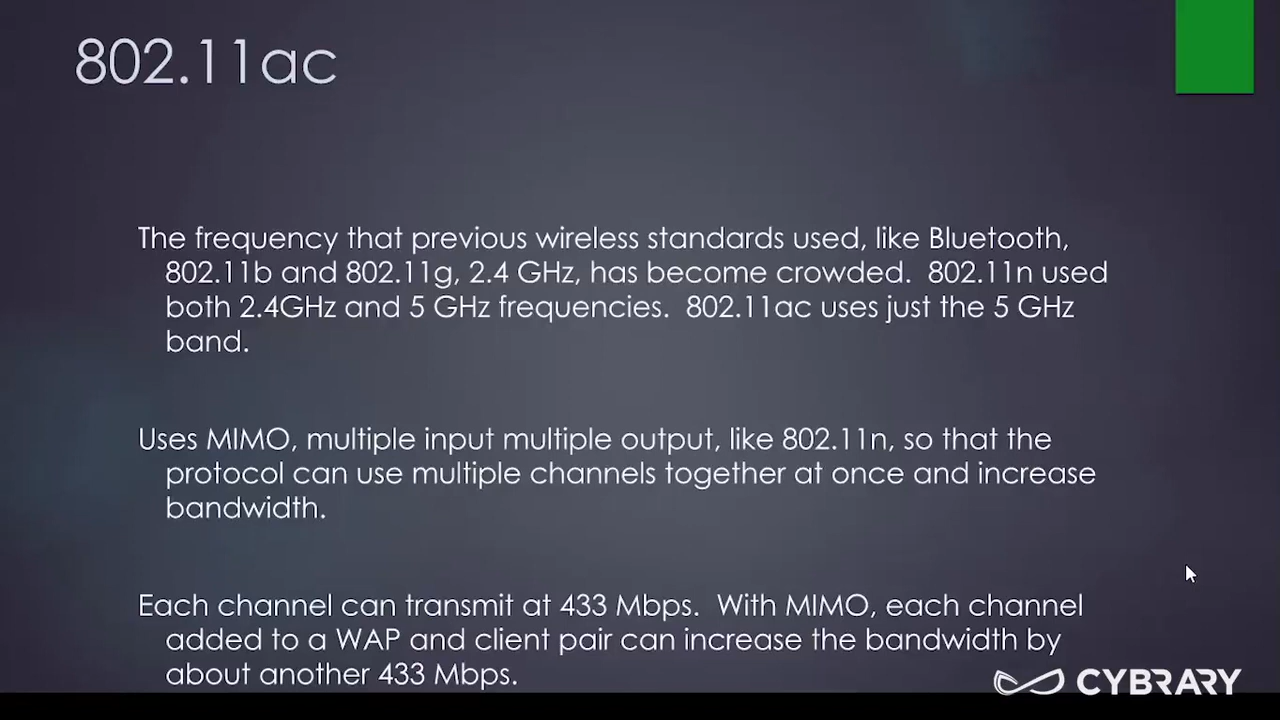 802.11ac
The frequency that previous wireless standards used, like Bluetooth,
802.11b and 802.11g, 2.4 GHz, has become crowded.  802.11n used
both 2.4GHz and 5 GHz frequencies.  802.11ac uses just the 5 GHz
band.
Uses MIMO, multiple input multiple output, like 802.11n, so that the
protocol can use multiple channels together at once and increase
bandwidth.
Each channel can transmit at 433 Mbps.  With MIMO, each channel
added to a WAP and client pair can increase the bandwidth by
about another 433 Mbps.
CYBRARY